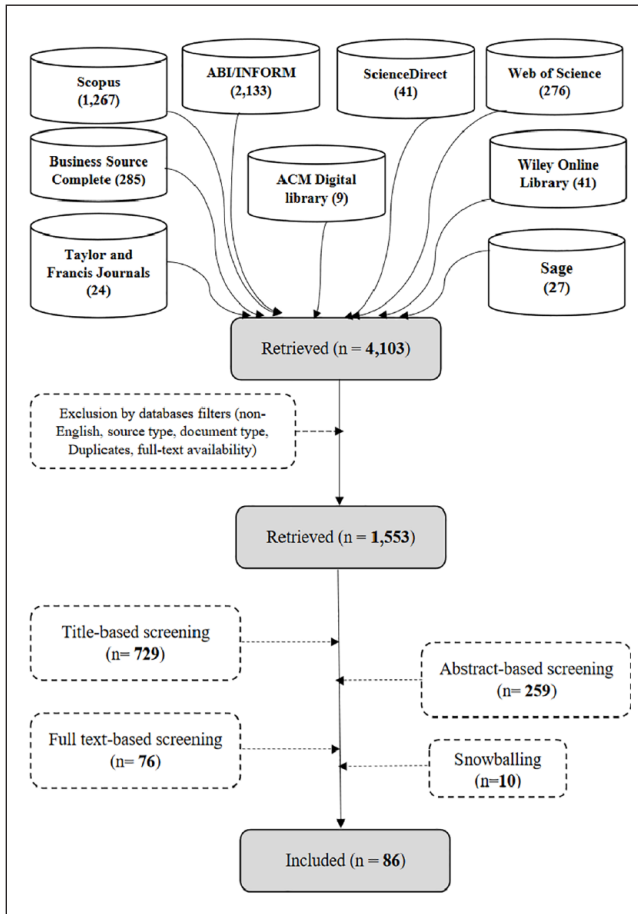 Scopus
(1,267)
ABI/INFORM
(2,133)
ScienceDirect
(41)
Web of Science
(276)
Business Source
Complete (285)
ACM Digital
library (9)
Wiley Online
Library (41)
Taylor and
Francis Journals
(24)
Sage
(27)
Retrieved (n = 4,103)
Exclusion by databases filters (non-
English, source type, document type,
Duplicates, full-text availability)
Retrieved (n = 1,553)
Title-based screening
(n= 729)
Abstract-based screening
(n= 259)
Full text-based screening
(n= 76)
Snowballing
(n=10)
Included (n = 86)